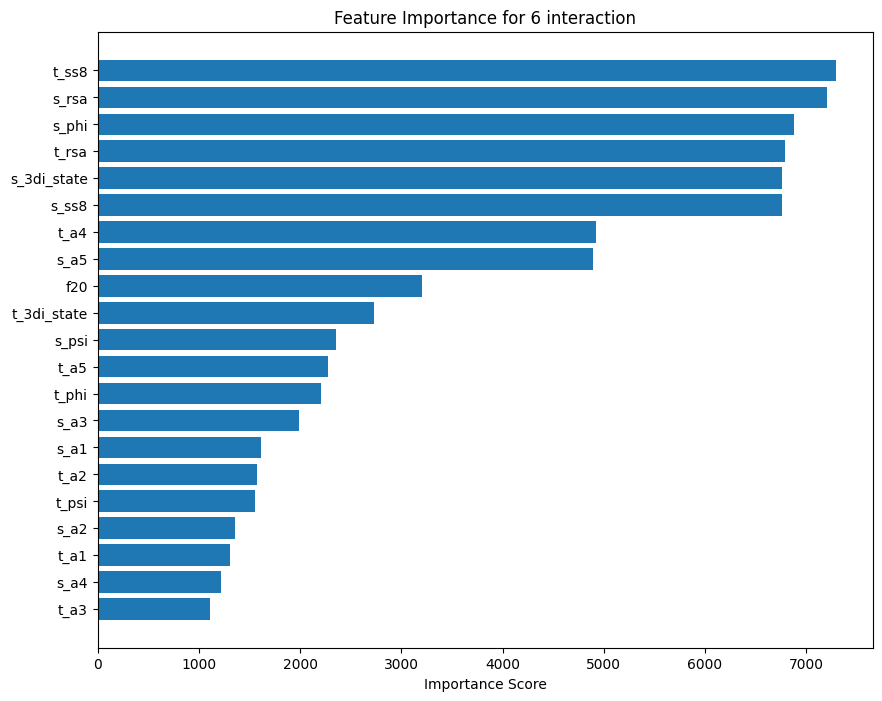 Feature Importance for 6 interaction
t_ss8
s_rsa
s_phi
t_rsa
s_3di_state
s_ss8
t_a4
s_a5
f20
t_3di_state
s_psi
t_a5
t_phi
s_a3
s_a1
t_a2
t_psi
s_a2
t_a1
s_a4
t_a3
0 1000 2000 3000 4000 5000 6000 7000
Importance Score